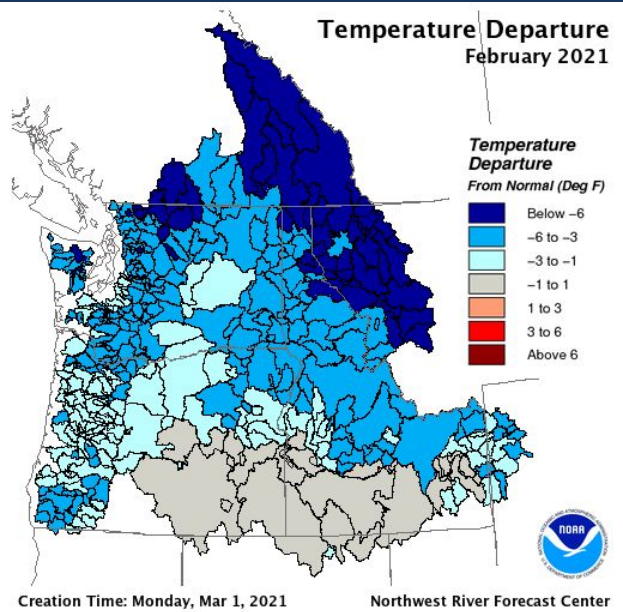 Temperature Departure
February 2021
Temperature
Departure
From Normal (Deg F)
Below -6
-6 to -3
-3 to -1
-1 to 1
1 to 3
3 to 6
Above 6
NOAA
Creation Time: Monday, Mar 1, 2021
Northwest River Forecast Center